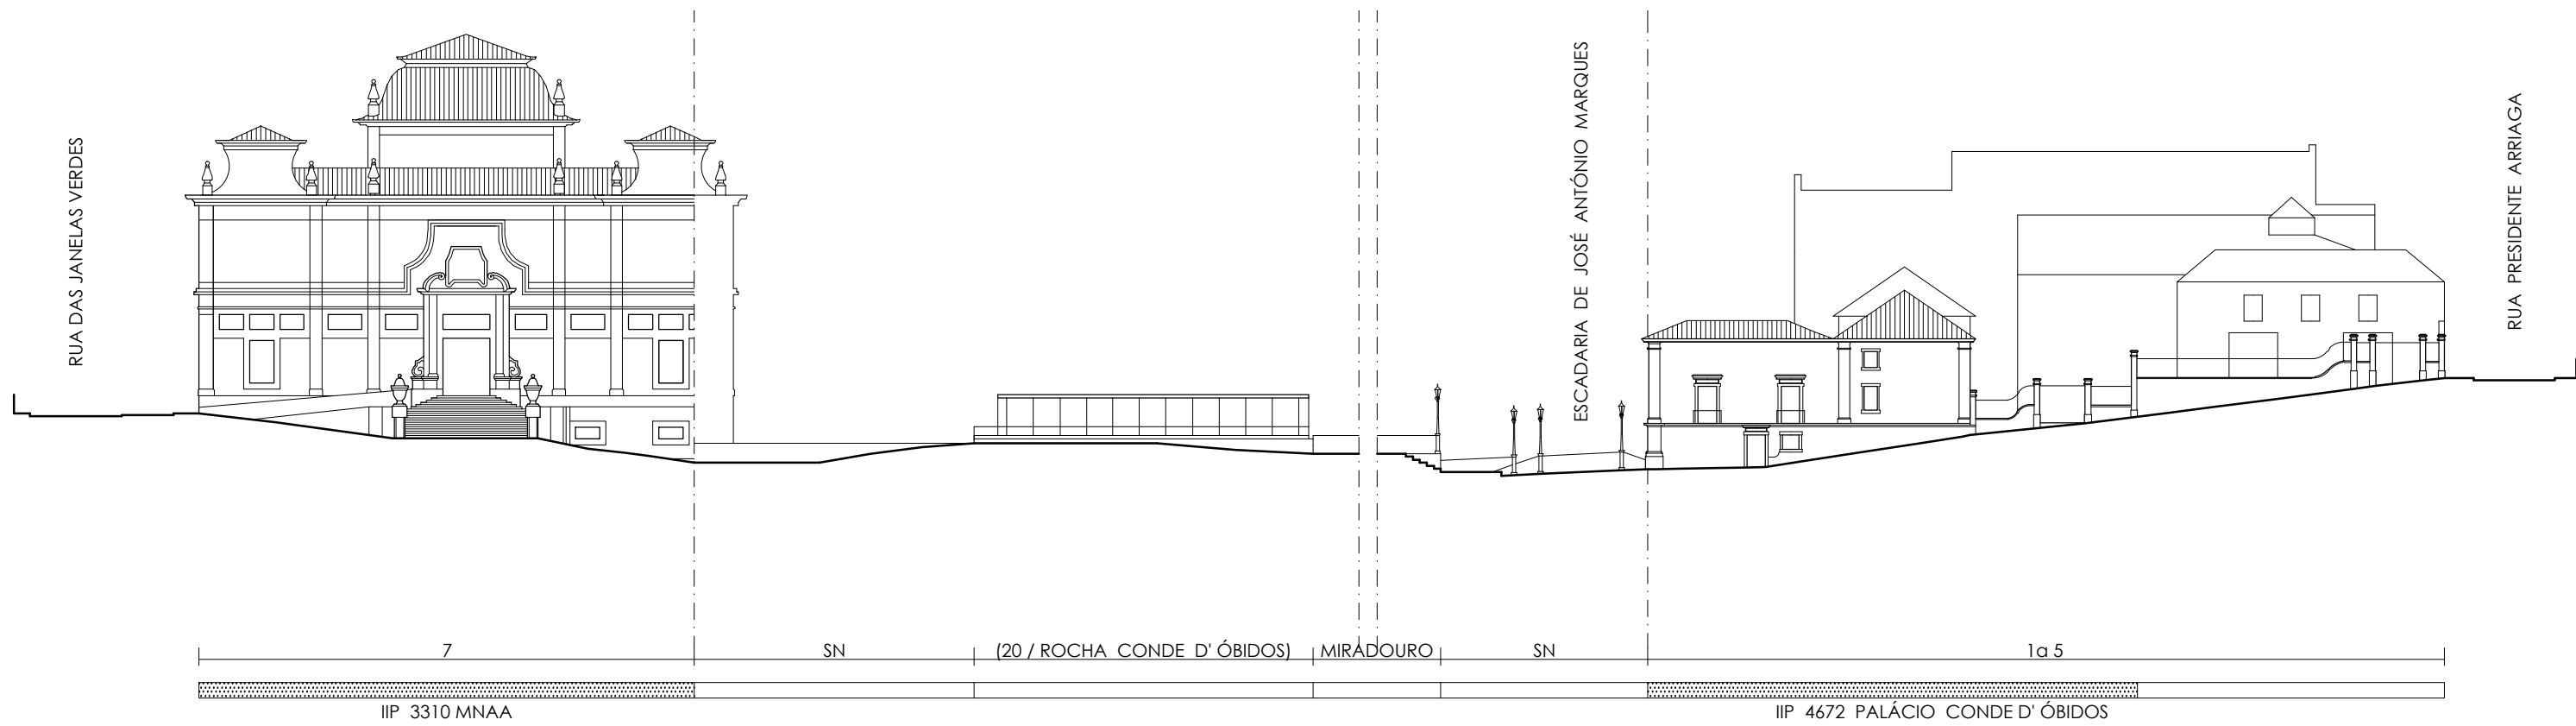 RUA DAS JANELAS VERDES
ESCADARIA DE JOSÉ ANTÓNIO MARQUES
RUA PRESIDENTE ARRIAGA
7
SN
(20 / ROCHA CONDE D' ÓBIDOS)
MIRADOURO
SN
1a 5
IIP 3310 MNAA
IIP 4672 PALÁCIO CONDE D' ÓBIDOS